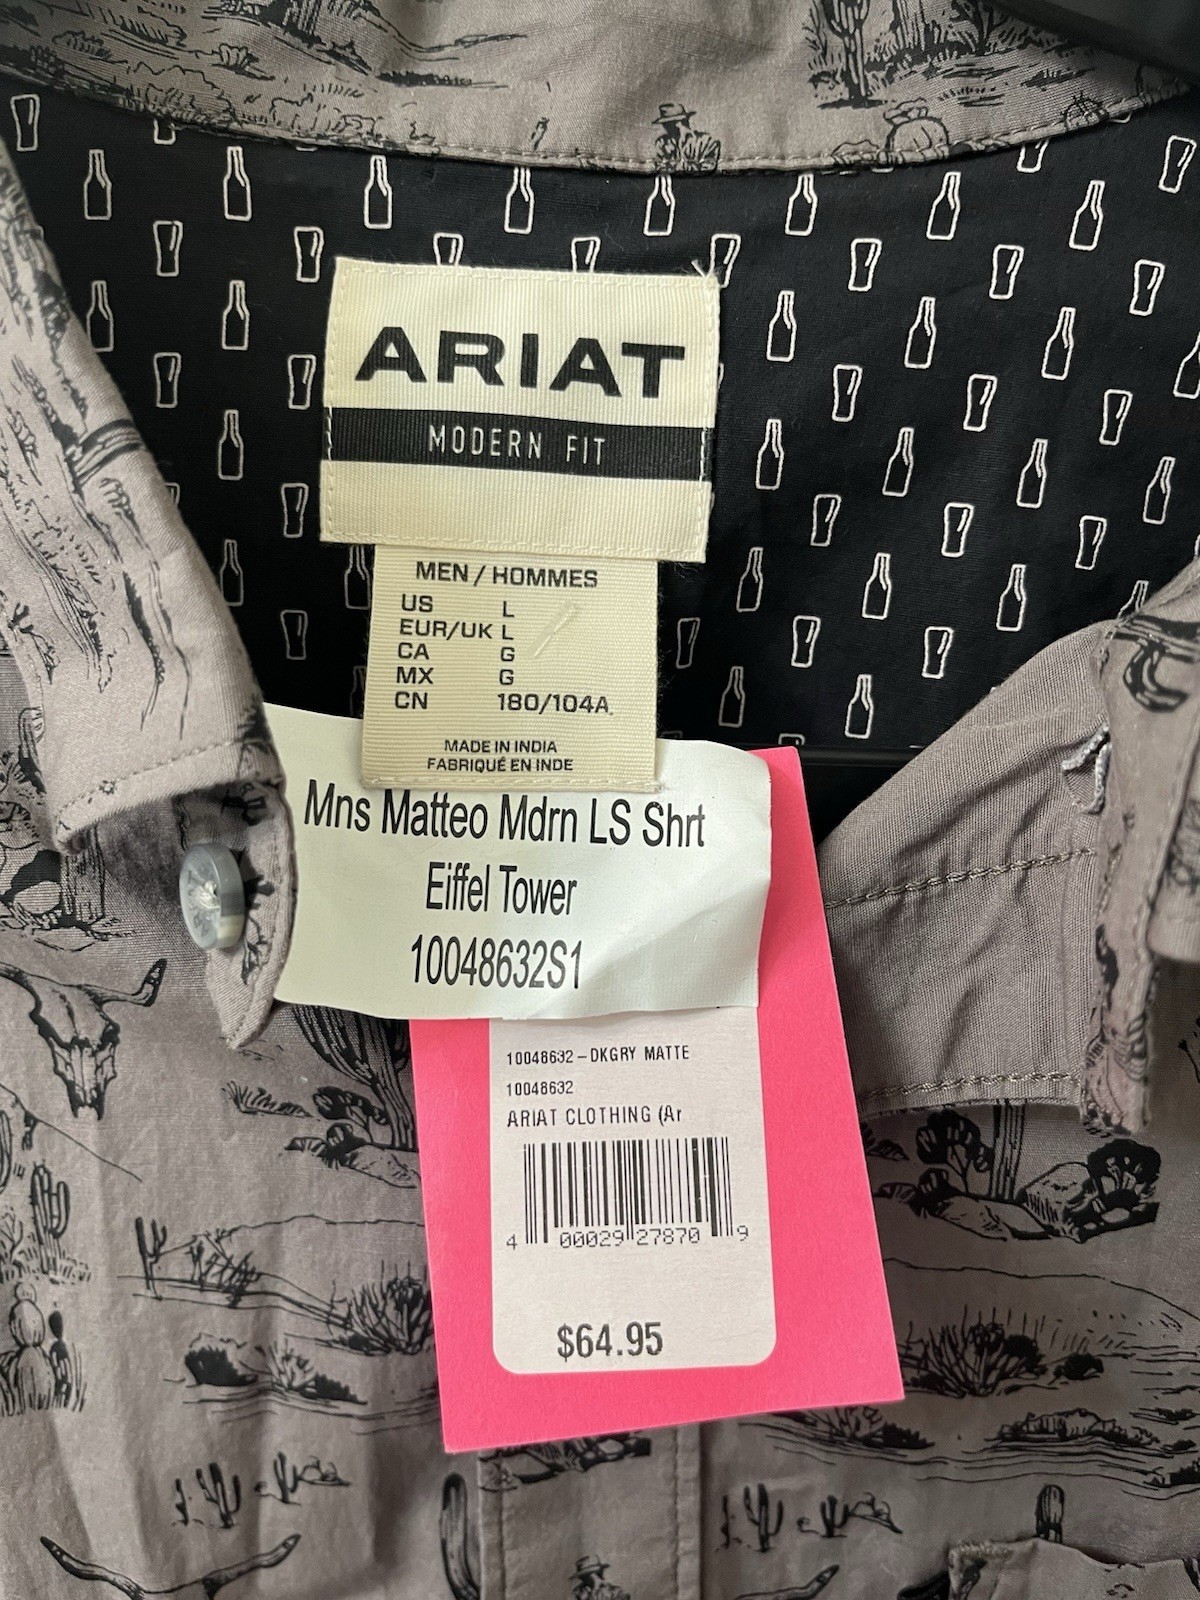 ARIAT
MODERN FIT
MEN / HOMMES
US L
EUR/UK L
CA G
MX G
CN 180/104A
MADE IN INDIA
FABRIQUÉ EN INDE
Mns Matteo Mdrn LS Shrt
Eiffel Tower
10048632S1
10048632-DKGRY MATTE
10048632
ARIAT CLOTHING (Ar
4 00029 27870 9
$64.95